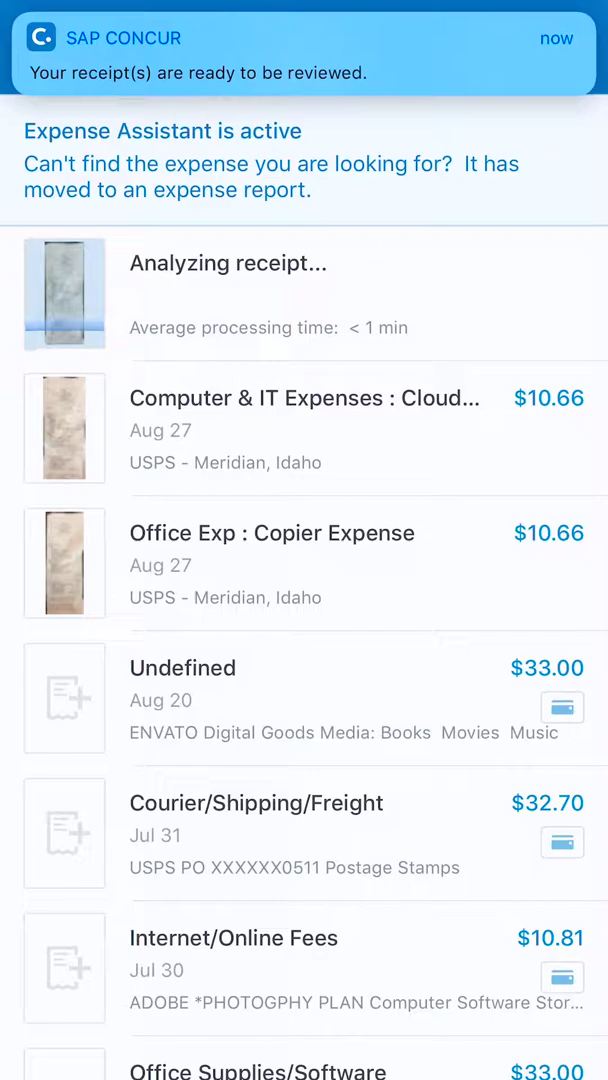 SAP CONCUR
now
Your receipt(s) are ready to be reviewed.
Expense Assistant is active
Can't find the expense you are looking for? It has
moved to an expense report.
Analyzing receipt...
Average processing time: < 1 min
Computer & IT Expenses : Cloud... $10.66
Aug 27
USPS - Meridian, Idaho
Office Exp : Copier Expense $10.66
Aug 27
USPS - Meridian, Idaho
Undefined $33.00
Aug 20
ENVATO Digital Goods Media: Books Movies Music
Courier/Shipping/Freight $32.70
Jul 31
USPS PO XXXXXX0511 Postage Stamps
Internet/Online Fees $10.81
Jul 30
ADOBE *PHOTOGPHY PLAN Computer Software Stor...
Office Supplies/Software $33.00